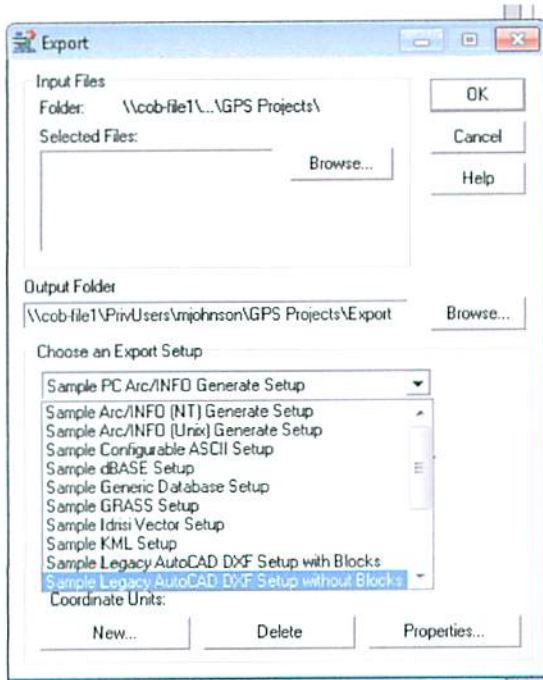 Export
Input Files
Folder: \\cob-file1\...\GPS Projects\
OK
Selected Files:
Cancel
Browse...
Help
Output Folder
\\cob-file1\PrivUsers\mjohnson\GPS Projects\Export
Browse...
Choose an Export Setup
Sample PC Arc/INFO Generate Setup
Sample Arc/INFO (NT) Generate Setup
Sample Arc/INFO (Unix) Generate Setup
Sample Configurable ASCII Setup
Sample dBASE Setup
Sample Generic Database Setup
Sample GRASS Setup
Sample Idrisi Vector Setup
Sample KML Setup
Sample Legacy AutoCAD DXF Setup with Blocks
Sample Legacy AutoCAD DXF Setup without Blocks
Coordinate Units:
New...
Delete
Properties...